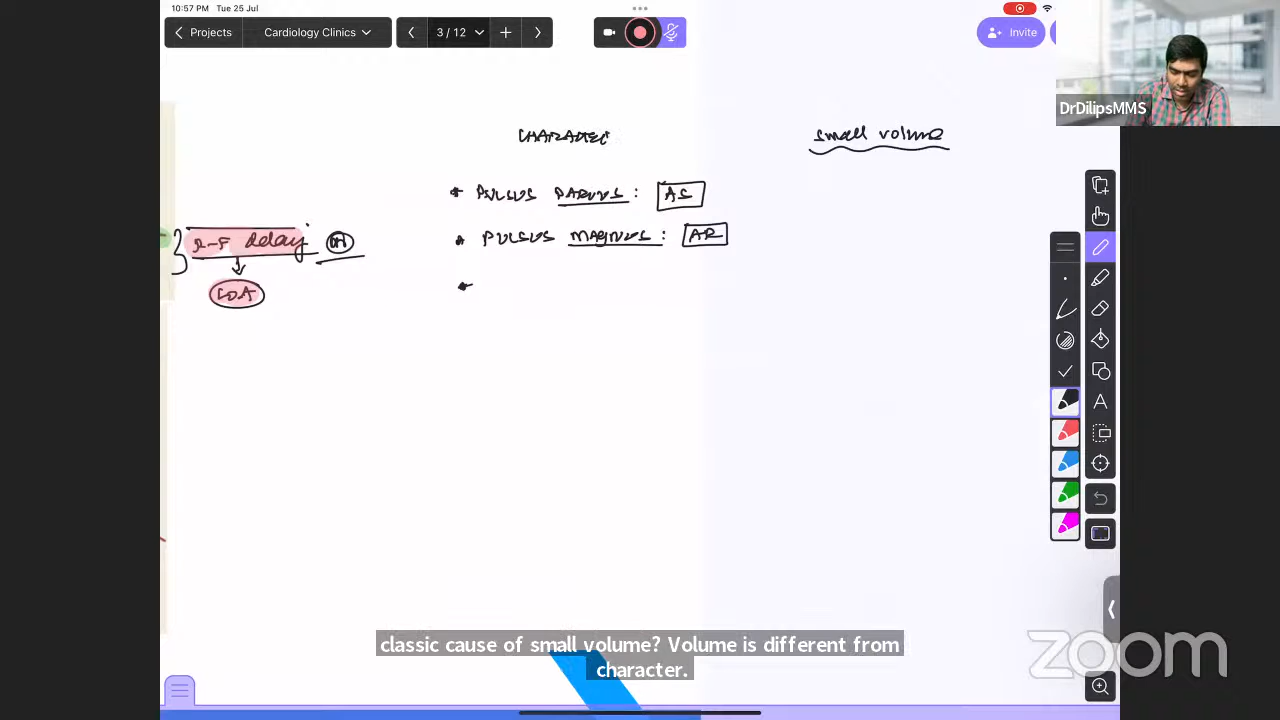 10:57 PM Tue 25 Jul
Projects
Cardiology Clinics
3 / 12
Invite
DrDilipsMMS
CHARACTER
small volume
* PULSUS PARVUS : AS
* PULSUS MAGNUS : AR
*
R-F delay
COA
classic cause of small volume? Volume is different from
character.
zoom
A